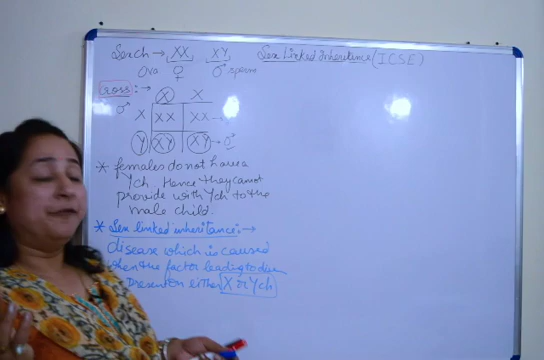 Sex ch → XX XY Sex linked inheritance (ICSE)
Ova ♀ ♂ sperm
Cross :→ X X
♂ X XX XX →
Y XY XY → ♂
* females do not have a
Ych Hence they cannot
provide with Ych to the
male child.
* Sex linked inheritance:→
disease which is caused
when the factor leading to
present on either X or Ych